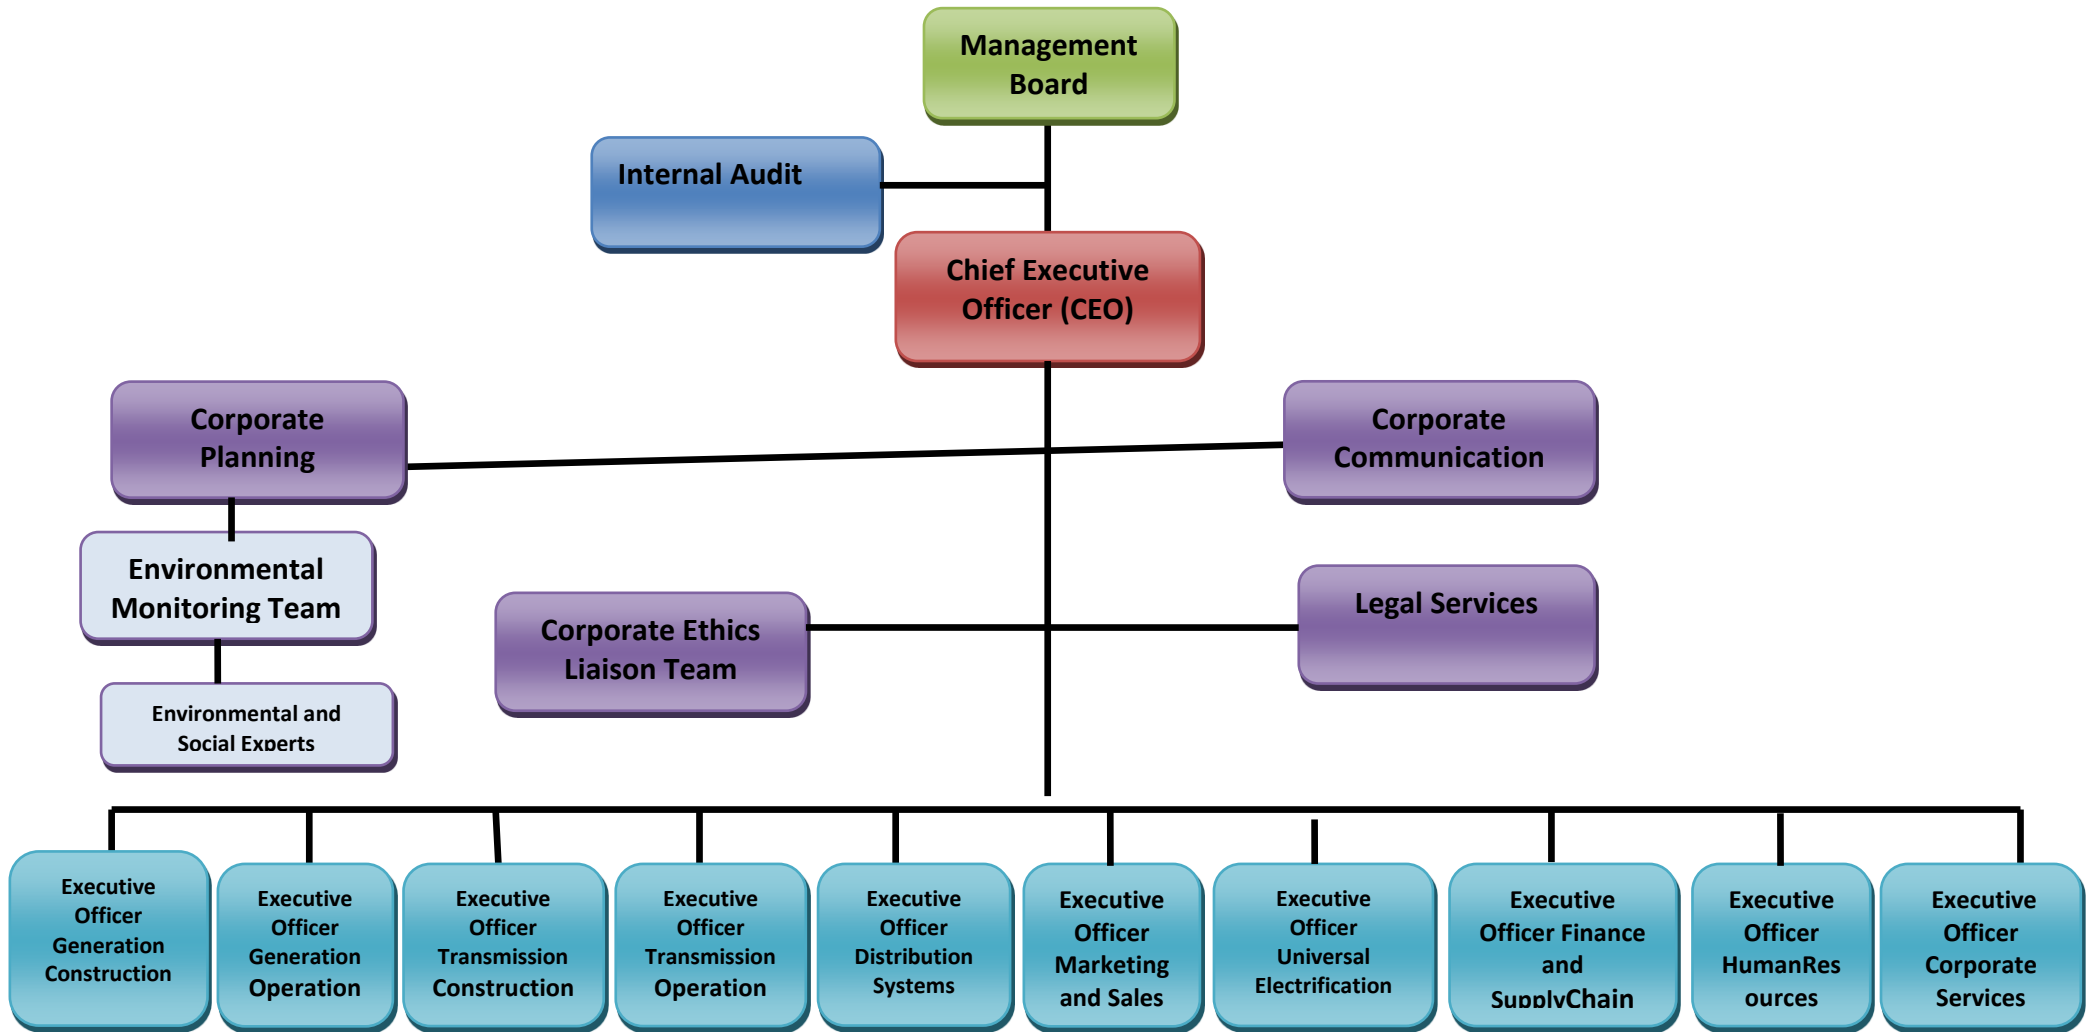 Management
Board
Internal Audit
Chief Executive
Officer (CEO)
Corporate
Planning
Corporate
Communication
Environmental
Monitoring Team
Corporate Ethics
Liaison Team
Legal Services
Environmental and
Social Experts
Executive
Officer
Generation
Construction
Executive
Officer
Generation
Operation
Executive
Officer
Transmission
Construction
Executive
Officer
Transmission
Operation
Executive
Officer
Distribution
Systems
Executive
Officer
Marketing
and Sales
Executive
Officer
Universal
Electrification
Executive
Officer Finance
and
SupplyChain
Executive
Officer
HumanRes
ources
Executive
Officer
Corporate
Services